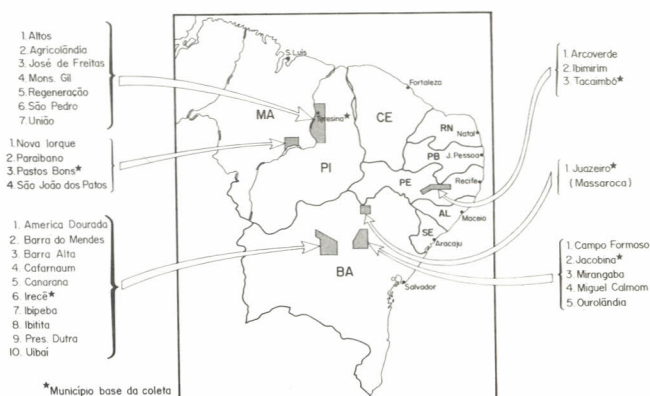 1. Altos
2. Agricolândia
3. José de Freitas
4. Mons. Gil
5. Regeneração
6. São Pedro
7. União
1. Nova Iorque
2. Paraibano
3. Pastos Bons*
4. São João dos Patos
1. America Dourada
2. Barra do Mendes
3. Barra Alta
4. Cafarnaum
5. Canarana
6. Irecê*
7. Ibipeba
8. Ibitita
9. Pres. Dutra
10. Uibaí
*Município base da coleta
S. Luis
Fortaleza
MA
Teresina*
CE
RN
Natal
PB
J. Pessoa
PI
PE
Recife
AL
Maceio
SE
Aracaju
BA
Salvador
1. Arcoverde
2. Ibimirim
3. Tacaimbó*
1. Juazeiro*
(Massaroca)
1. Campo Formoso
2. Jacobina*
3. Mirangaba
4. Miguel Calmom
5. Ourolândia